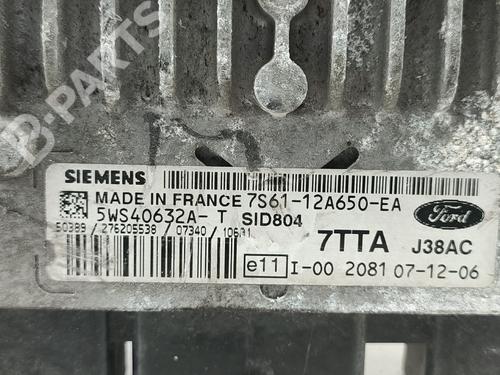 B-PARTS
SIEMENS
MADE IN FRANCE 7S61-12A650-EA
5WS40632A- T SID804
Ford
50389 / 276205538 / 07340 / 10631
7TTA J38AC
e11 I-00 2081 07-12-06